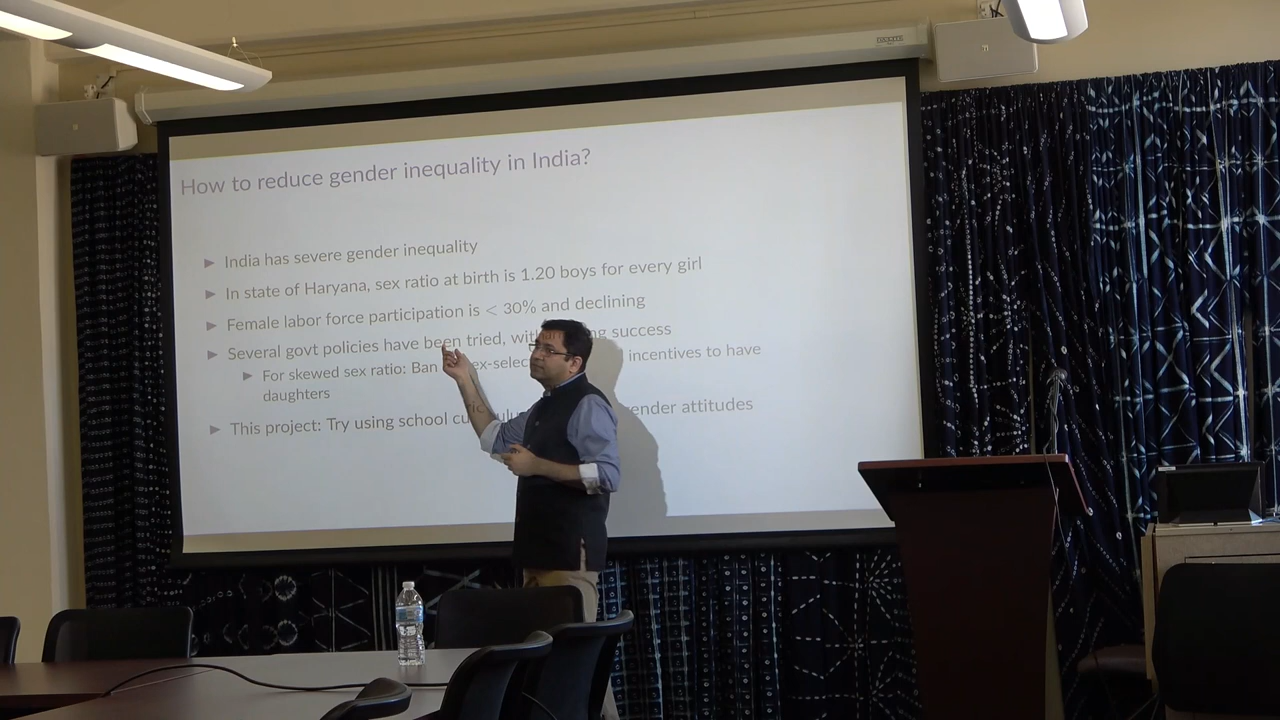 How to reduce gender inequality in India?
India has severe gender inequality
In state of Haryana, sex ratio at birth is 1.20 boys for every girl
Female labor force participation is < 30% and declining
Several govt policies have been tried, success
For skewed sex ratio: Ban incentives to have
daughters
This project: Try using school attitudes